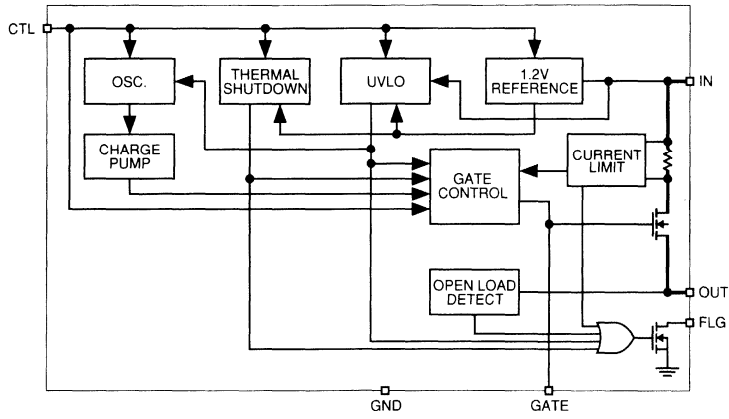 CTL
OSC.
THERMAL
SHUTDOWN
UVLO
1.2V
REFERENCE
IN
CHARGE
PUMP
GATE
CONTROL
CURRENT
LIMIT
OPEN LOAD
DETECT
OUT
FLG
GND
GATE